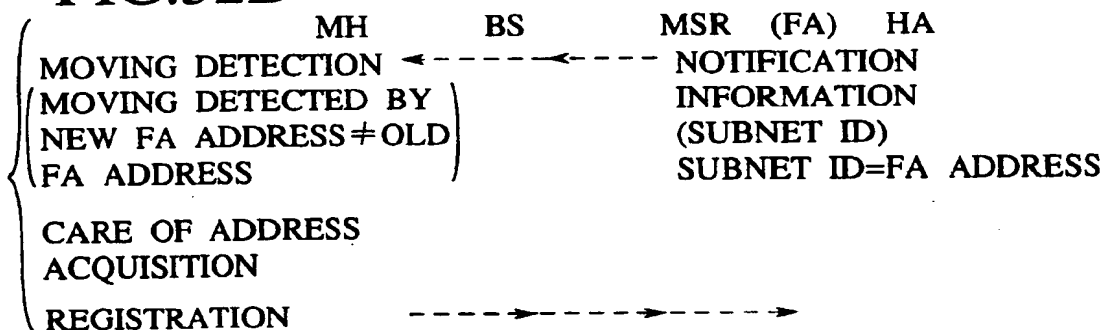 MH BS MSR (FA) HA
MOVING DETECTION NOTIFICATION
(MOVING DETECTED BY INFORMATION
NEW FA ADDRESS≠OLD (SUBNET ID)
FA ADDRESS) SUBNET ID=FA ADDRESS
CARE OF ADDRESS
ACQUISITION
REGISTRATION